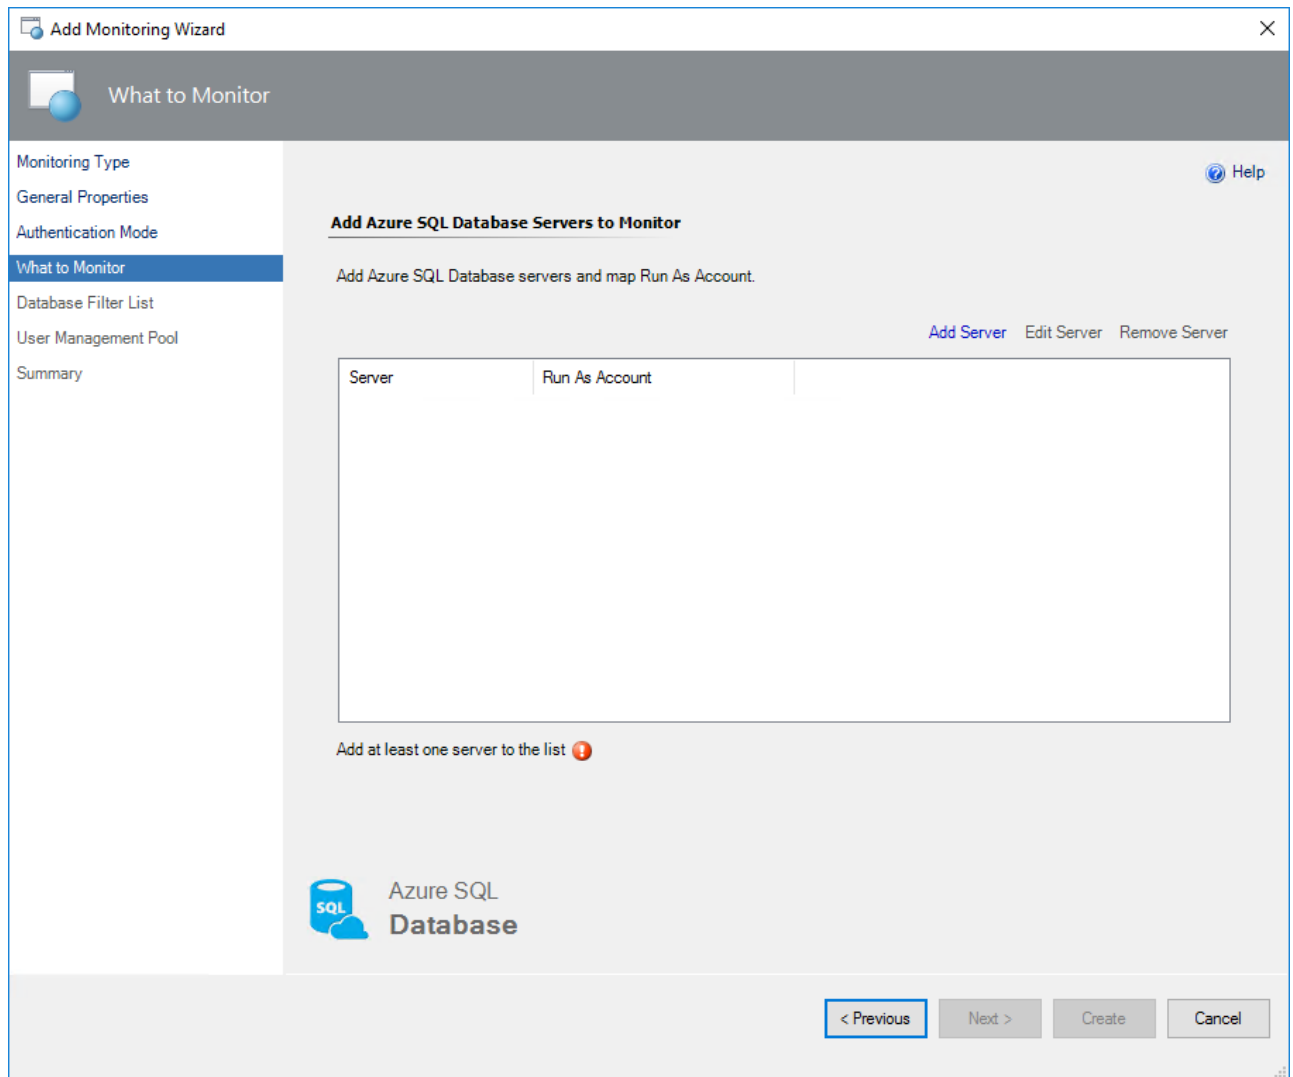 Add Monitoring Wizard
What to Monitor
Monitoring Type
General Properties
Authentication Mode
What to Monitor
Database Filter List
User Management Pool
Summary
Help
Add Azure SQL Database Servers to Monitor
Add Azure SQL Database servers and map Run As Account.
Add Server Edit Server Remove Server
Server Run As Account
Add at least one server to the list
SQL
Azure SQL
Database
< Previous Next > Create Cancel